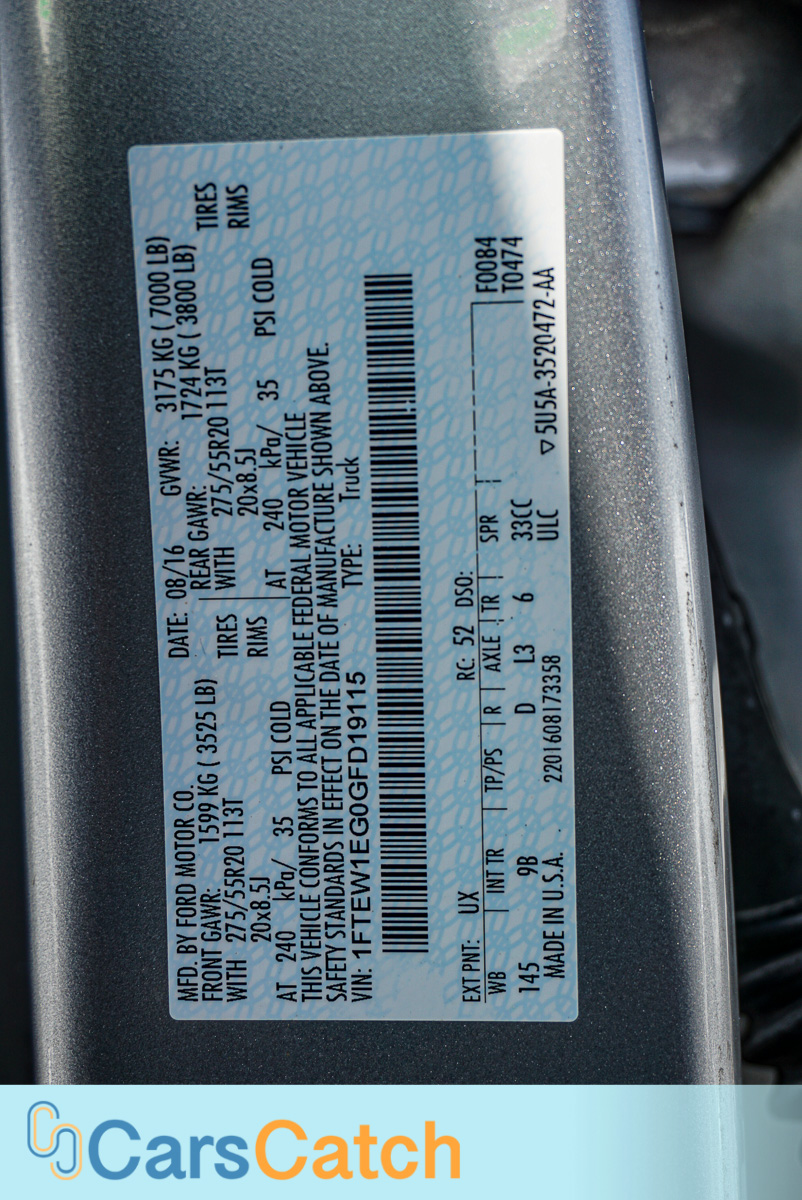 MFD. BY FORD MOTOR CO.
DATE: 08/16 GVWR: 3175 KG ( 7000 LB)
FRONT GAWR: 1599 KG ( 3525 LB)
REAR GAWR: 1724 KG ( 3800 LB)
WITH 275/55R20 113T TIRES
WITH 275/55R20 113T TIRES
20x8.5J RIMS
20x8.5J RIMS
AT 240 kPa/ 35 PSI COLD
AT 240 kPa/ 35 PSI COLD
THIS VEHICLE CONFORMS TO ALL APPLICABLE FEDERAL MOTOR VEHICLE
SAFETY STANDARDS IN EFFECT ON THE DATE OF MANUFACTURE SHOWN ABOVE.
VIN: 1FTEW1EG0GFD19115 TYPE: Truck
EXT PNT: UX RC: 52 DSO: F0084
WB INT TR TP/PS R AXLE TR SPR T0474
145 9B D L3 6 33CC
ULC
MADE IN U.S.A. 2201608173358 ▽5U5A-3520472-AA
CarsCatch